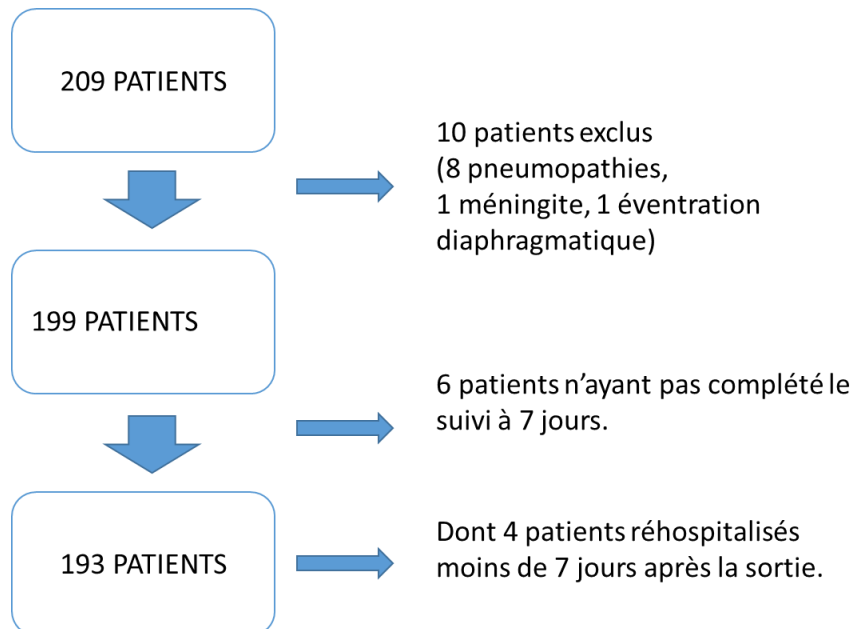 209 PATIENTS
10 patients exclus
(8 pneumopathies,
1 méningite, 1 éventration
diaphragmatique)
199 PATIENTS
6 patients n’ayant pas complété le
suivi à 7 jours.
193 PATIENTS
Dont 4 patients réhospitalisés
moins de 7 jours après la sortie.